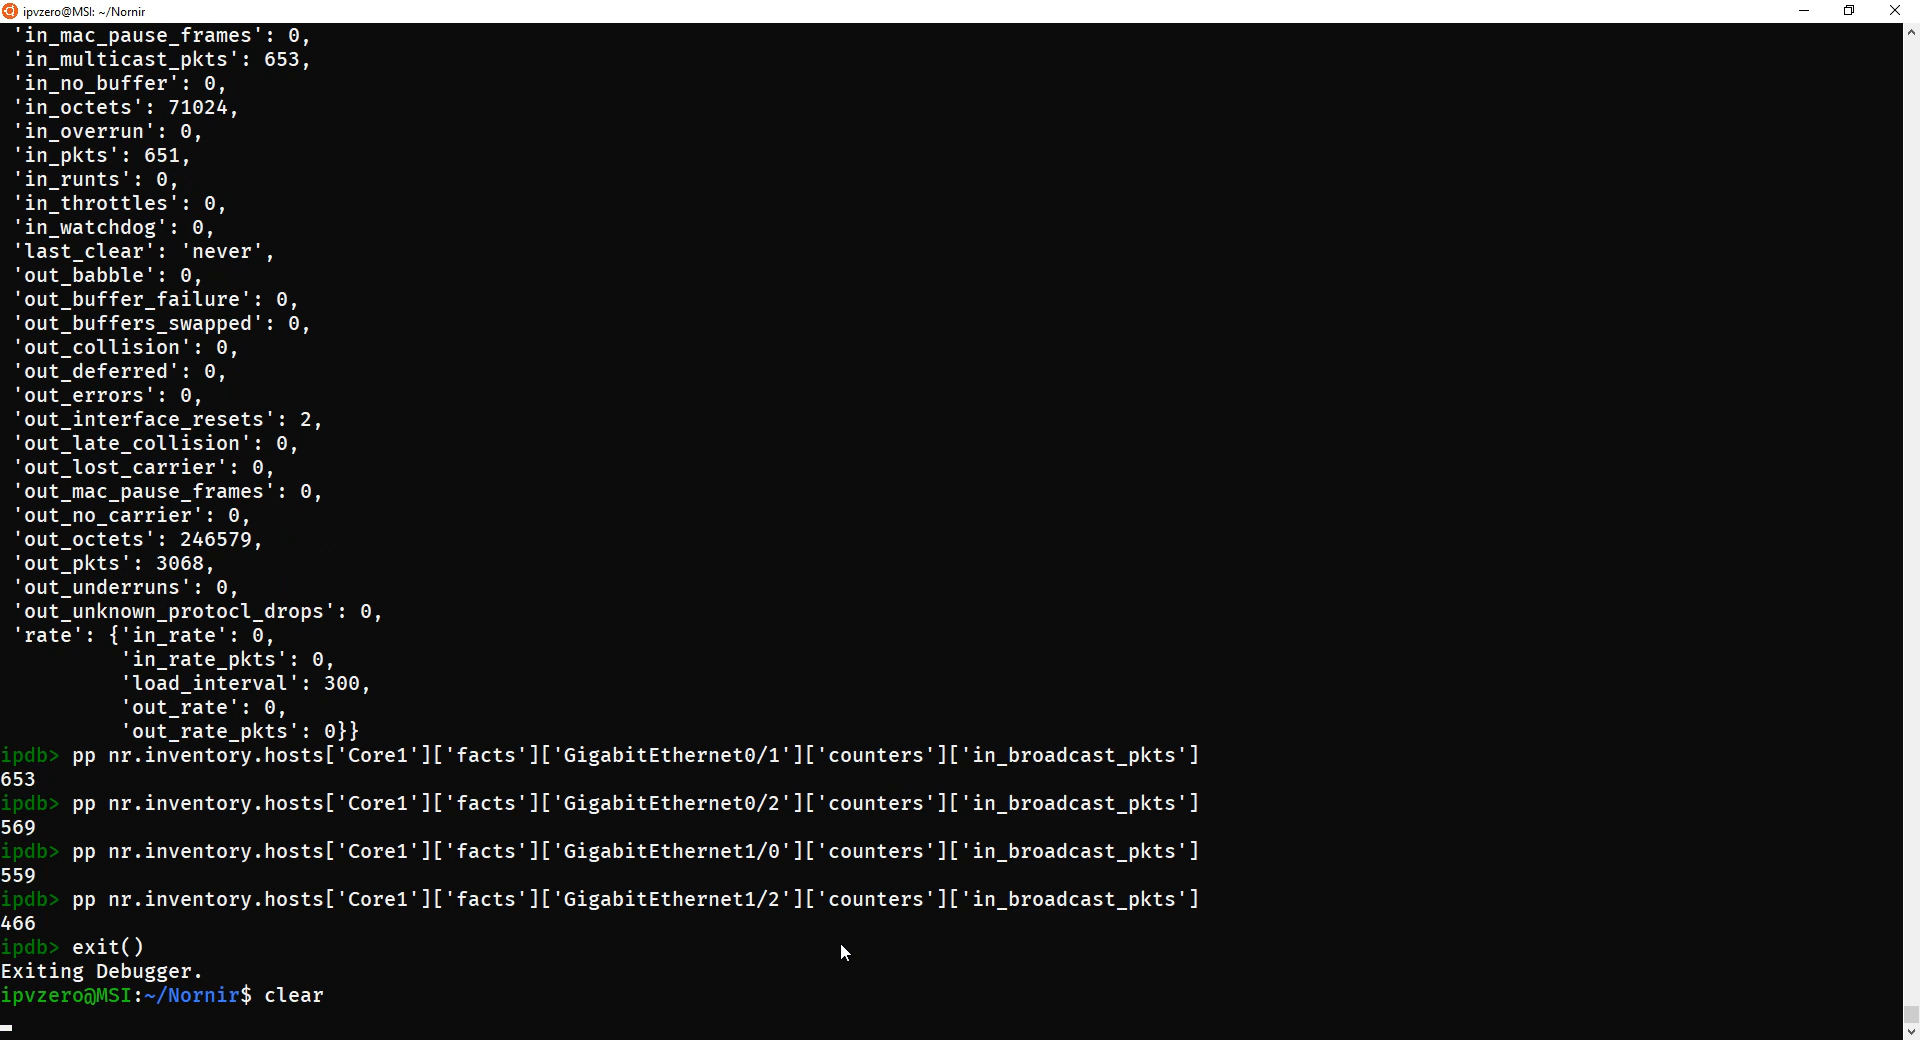 ipvzero@MSI: ~/Nornir
'in_mac_pause_frames': 0,
'in_multicast_pkts': 653,
'in_no_buffer': 0,
'in_octets': 71024,
'in_overrun': 0,
'in_pkts': 651,
'in_runts': 0,
'in_throttles': 0,
'in_watchdog': 0,
'last_clear': 'never',
'out_babble': 0,
'out_buffer_failure': 0,
'out_buffers_swapped': 0,
'out_collision': 0,
'out_deferred': 0,
'out_errors': 0,
'out_interface_resets': 2,
'out_late_collision': 0,
'out_lost_carrier': 0,
'out_mac_pause_frames': 0,
'out_no_carrier': 0,
'out_octets': 246579,
'out_pkts': 3068,
'out_underruns': 0,
'out_unknown_protocl_drops': 0,
'rate': {'in_rate': 0,
'in_rate_pkts': 0,
'load_interval': 300,
'out_rate': 0,
'out_rate_pkts': 0}}
ipdb> pp nr.inventory.hosts['Core1']['facts']['GigabitEthernet0/1']['counters']['in_broadcast_pkts']
653
ipdb> pp nr.inventory.hosts['Core1']['facts']['GigabitEthernet0/2']['counters']['in_broadcast_pkts']
569
ipdb> pp nr.inventory.hosts['Core1']['facts']['GigabitEthernet1/0']['counters']['in_broadcast_pkts']
559
ipdb> pp nr.inventory.hosts['Core1']['facts']['GigabitEthernet1/2']['counters']['in_broadcast_pkts']
466
ipdb> exit()
Exiting Debugger.
ipvzero@MSI:~/Nornir$ clear